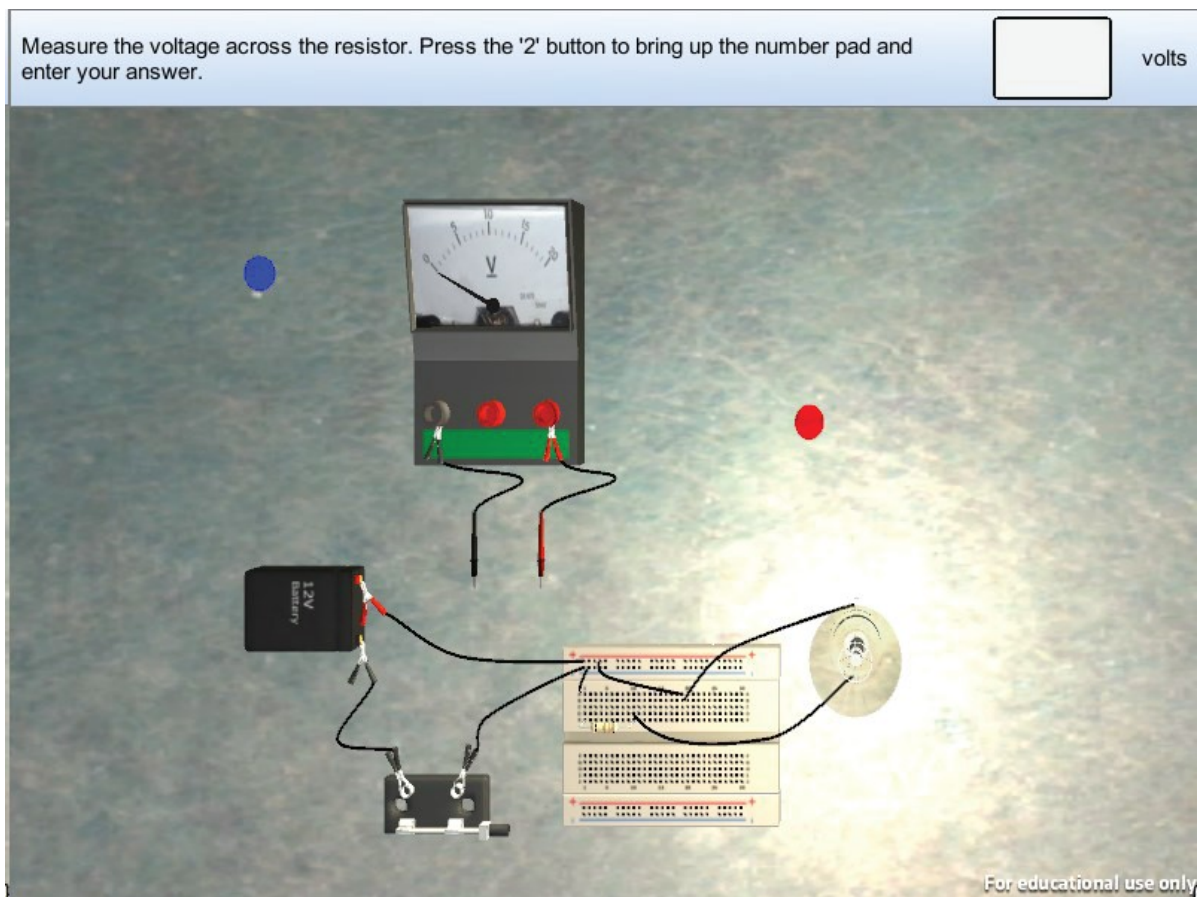 Measure the voltage across the resistor. Press the '2' button to bring up the number pad and
enter your answer.
volts
0 5 10 15 20
V
12V
Battery
For educational use only